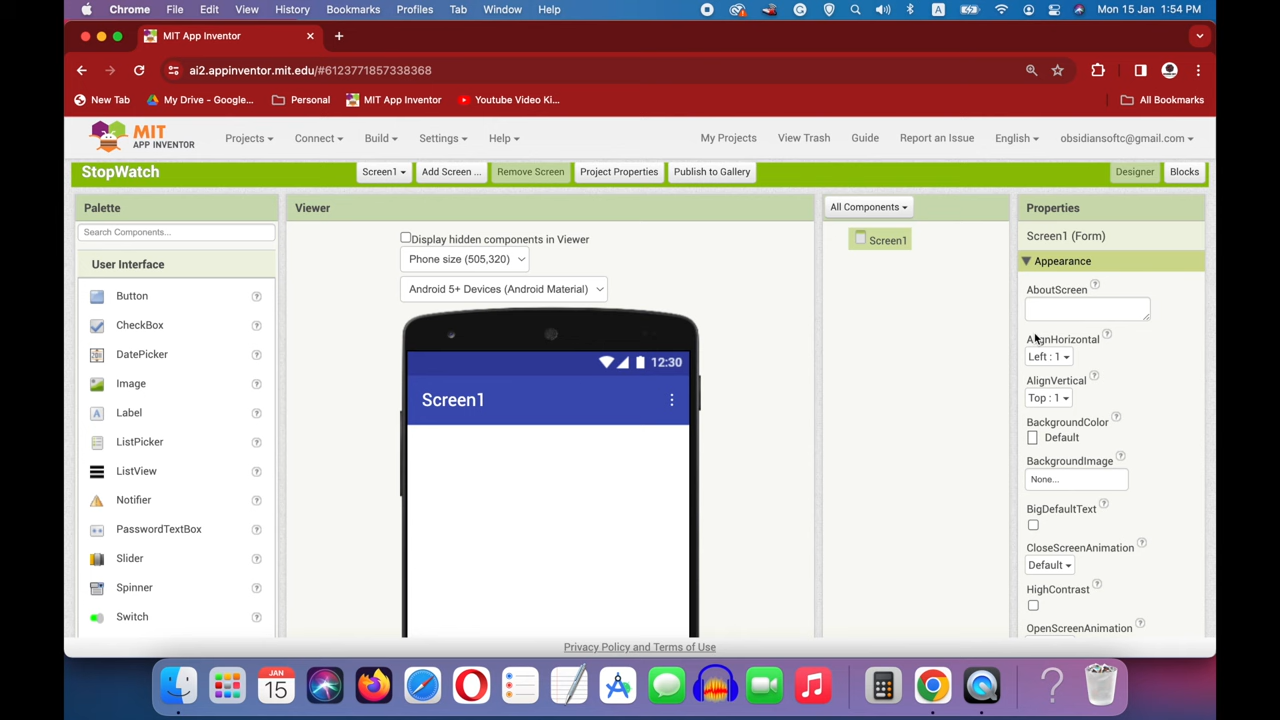 Chrome File Edit View History Bookmarks Profiles Tab Window Help A Mon 15 Jan 1:54 PM
MIT App Inventor
ai2.appinventor.mit.edu/#6123771857338368
New Tab My Drive - Google... Personal MIT App Inventor Youtube Video Ki... All Bookmarks
MIT APP INVENTOR Projects Connect Build Settings Help My Projects View Trash Guide Report an Issue English obsidiansoftc@gmail.com
StopWatch Screen1 Add Screen ... Remove Screen Project Properties Publish to Gallery Designer Blocks
Palette Viewer All Components Properties
Search Components... Display hidden components in Viewer Screen1 Screen1 (Form)
User Interface Phone size (505,320) Appearance
Button ? Android 5+ Devices (Android Material) AboutScreen ?
CheckBox ?
DatePicker ? 12:30 AlignHorizontal ?
Left : 1
Image ? Screen1 AlignVertical ?
Top : 1
Label ? BackgroundColor ?
Default
ListPicker ? BackgroundImage ?
ListView ? None...
Notifier ? BigDefaultText ?
PasswordTextBox ? CloseScreenAnimation ?
Slider ? Default
Spinner ? HighContrast ?
Switch ? OpenScreenAnimation ?
Privacy Policy and Terms of Use
JAN
15
?